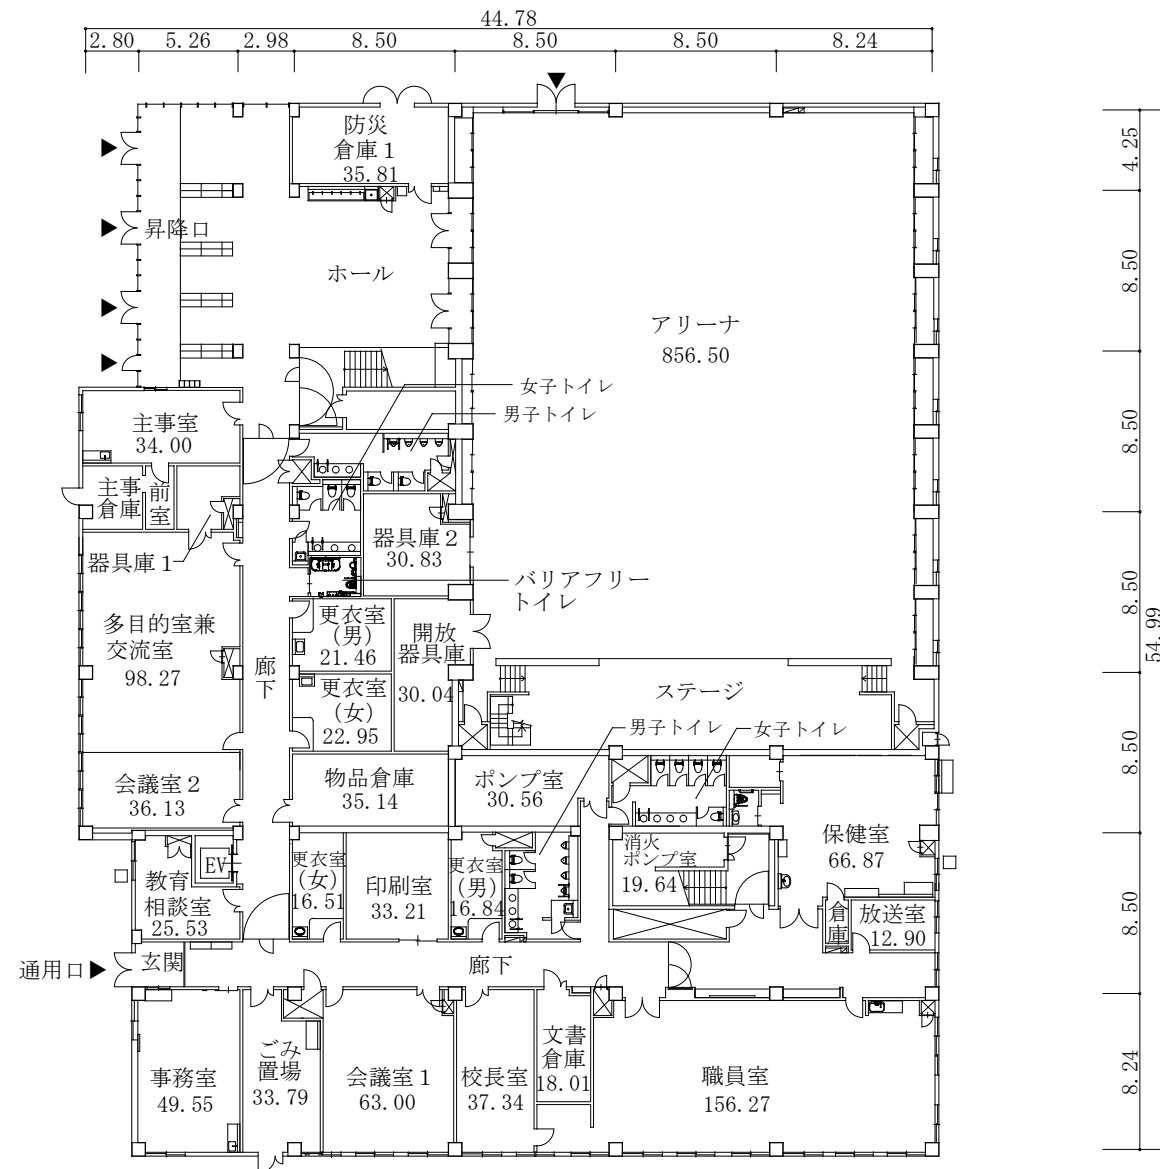 44.78
2.80
5.26
2.98
8.50
8.50
8.50
8.24
防災
倉庫1
35.81
4.25
昇降口
ホール
8.50
アリーナ
856.50
女子トイレ
男子トイレ
8.50
主事室
34.00
主事
倉庫
前
室
器具庫1
器具庫2
30.83
バリアフリー
トイレ
8.50
54.99
多目的室兼
交流室
98.27
廊
下
更衣室
(男)
21.46
開放
器具庫
30.04
更衣室
(女)
22.95
ステージ
男子トイレ
女子トイレ
8.50
会議室2
36.13
物品倉庫
35.14
ポンプ室
30.56
EV
教育
相談室
25.53
更衣室
(女)
16.51
印刷室
33.21
更衣室
(男)
16.84
消火
ポンプ室
19.64
保健室
66.87
倉
庫
放送室
12.90
8.50
通用口
玄関
廊下
事務室
49.55
ごみ
置場
33.79
会議室1
63.00
校長室
37.34
文書
倉庫
18.01
職員室
156.27
8.24